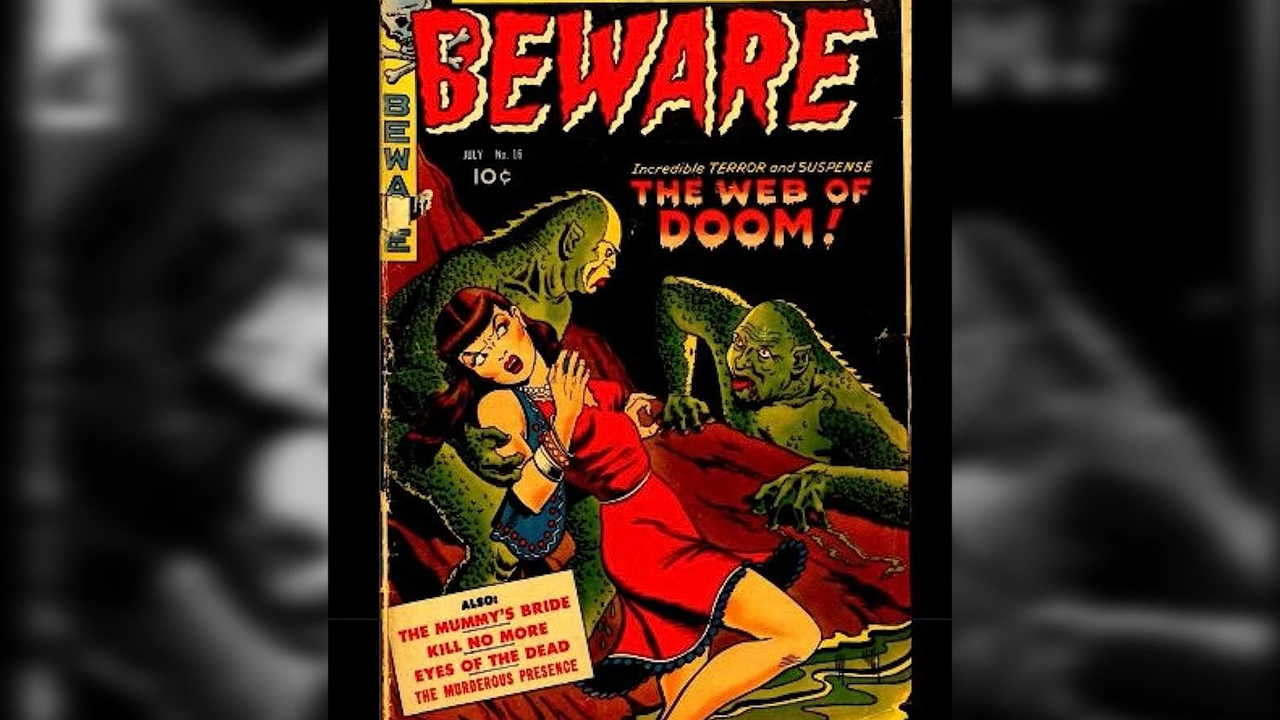 BEWARE
BEWA E
JULY No. 16
10¢
Incredible TERROR and SUSPENSE
THE WEB OF
DOOM!
ALSO:
THE MUMMY'S BRIDE
KILL NO MORE
EYES OF THE DEAD
THE MURDEROUS PRESENCE